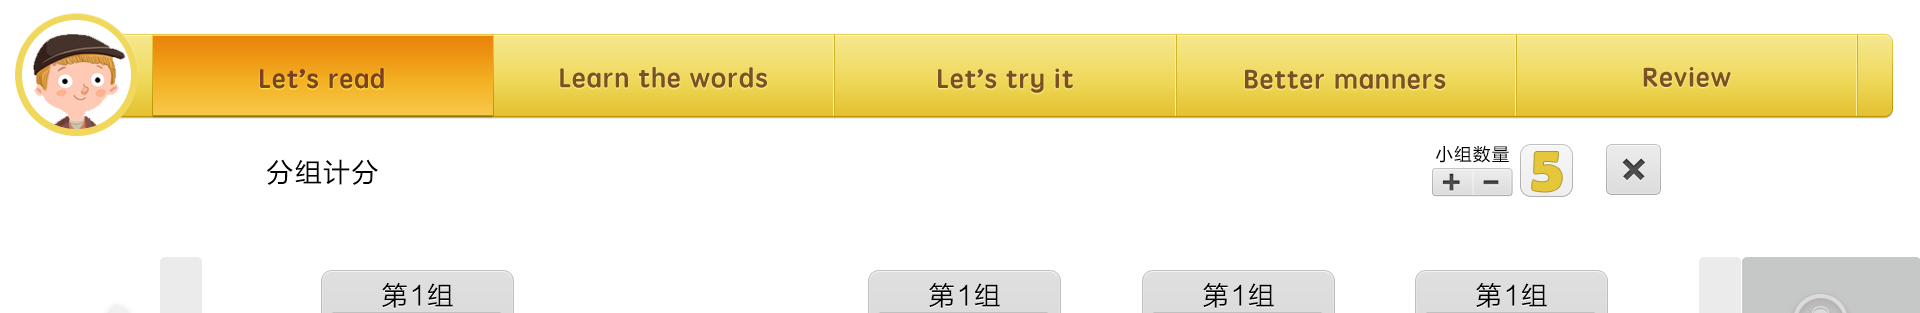 Let's read
Learn the words
Let's try it
Better manners
Review
分组计分
小组数量
+ −
5
×
第1组
第1组
第1组
第1组